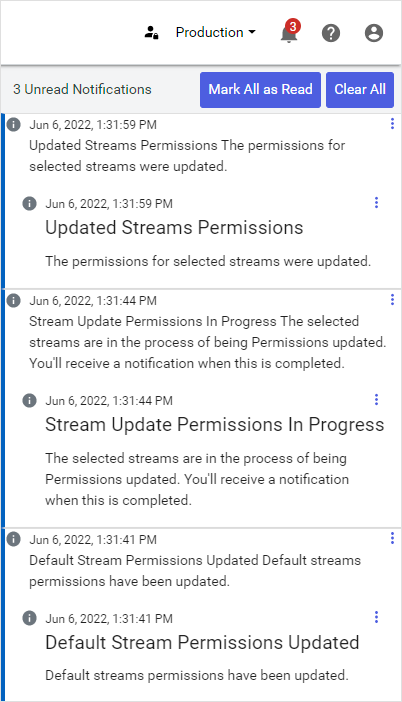 Production
3
3 Unread Notifications
Mark All as Read
Clear All
Jun 6, 2022, 1:31:59 PM
Updated Streams Permissions The permissions for
selected streams were updated.
Jun 6, 2022, 1:31:59 PM
Updated Streams Permissions
The permissions for selected streams were updated.
Jun 6, 2022, 1:31:44 PM
Stream Update Permissions In Progress The selected
streams are in the process of being Permissions updated.
You'll receive a notification when this is completed.
Jun 6, 2022, 1:31:44 PM
Stream Update Permissions In Progress
The selected streams are in the process of being
Permissions updated. You'll receive a notification
when this is completed.
Jun 6, 2022, 1:31:41 PM
Default Stream Permissions Updated Default streams
permissions have been updated.
Jun 6, 2022, 1:31:41 PM
Default Stream Permissions Updated
Default streams permissions have been updated.